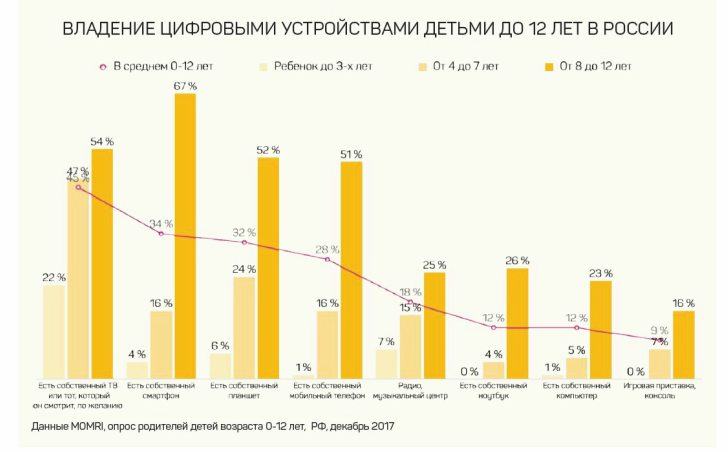 ВЛАДЕНИЕ ЦИФРОВЫМИ УСТРОЙСТВАМИ ДЕТЬМИ ДО 12 ЛЕТ В РОССИИ
В среднем 0-12 лет Ребенок до 3-х лет От 4 до 7 лет От 8 до 12 лет
22 % 47 % 45 % 54 %
4 % 34 % 16 % 67 %
6 % 32 % 24 % 52 %
1 % 28 % 16 % 51 %
7 % 18 % 15 % 25 %
0 % 12 % 4 % 26 %
1 % 12 % 5 % 23 %
0 % 9 % 7 % 16 %
Есть собственный ТВ
или тот, который
он смотрит, по желанию
Есть собственный
смартфон
Есть собственный
планшет
Есть собственный
мобильный телефон
Радио,
музыкальный центр
Есть собственный
ноутбук
Есть собственный
компьютер
Игровая приставка,
консоль
Данные MOMRI, опрос родителей детей возраста 0-12 лет, РФ, декабрь 2017